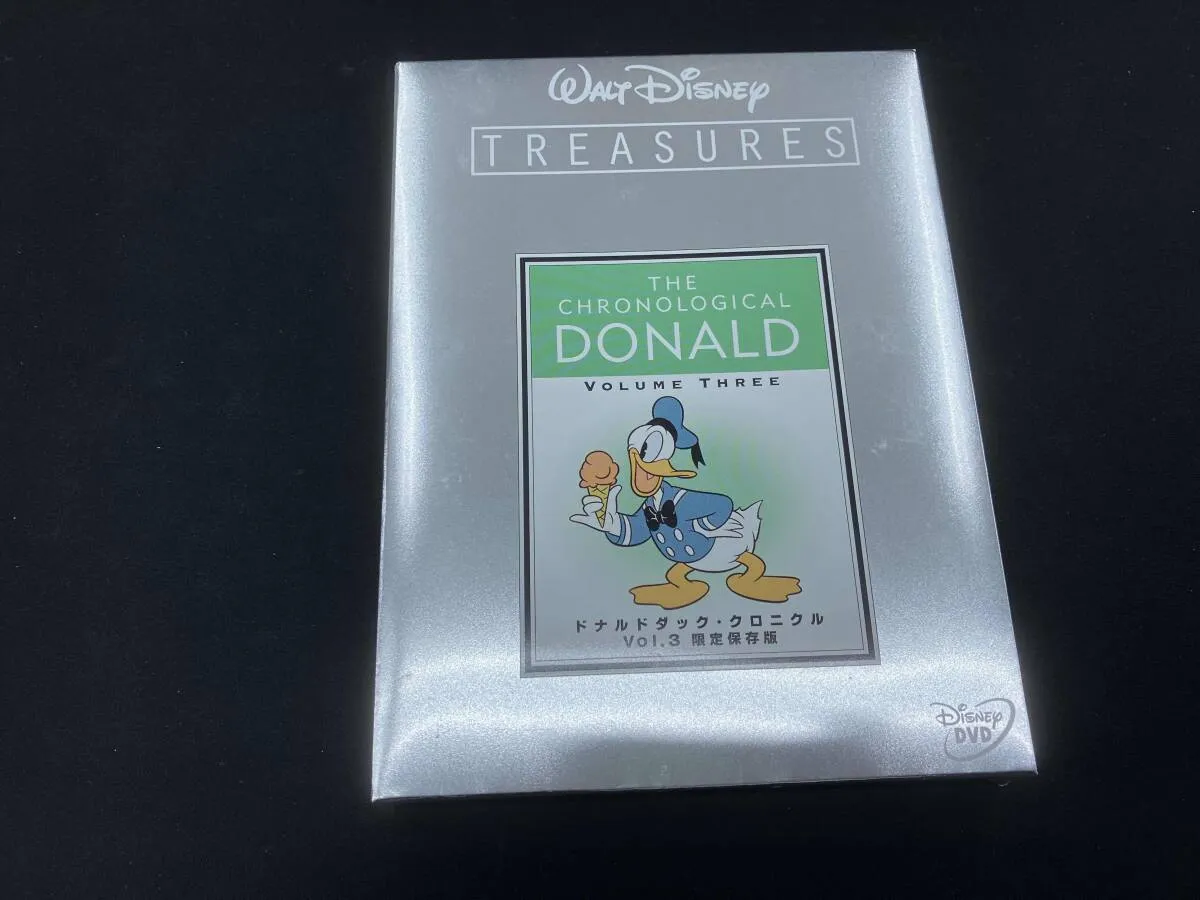 WALT DISNEY
TREASURES
THE
CHRONOLOGICAL
DONALD
VOLUME THREE
ドナルドダック・クロニクル
Vol.3 限定保存版
DISNEY
DVD